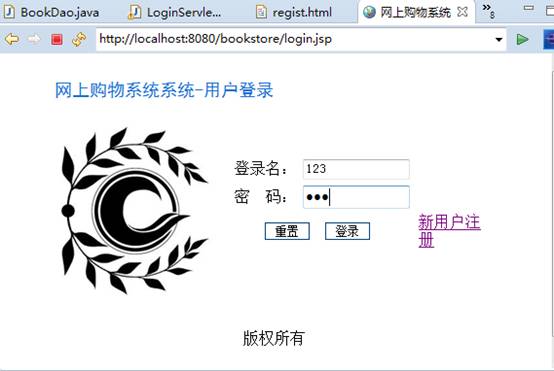 BookDao.java LoginServle... regist.html 网上购物系统 8
http://localhost:8080/bookstore/login.jsp
网上购物系统系统-用户登录
登录名： 123
密 码： ●●●
重置 登录 新用户注
册
版权所有